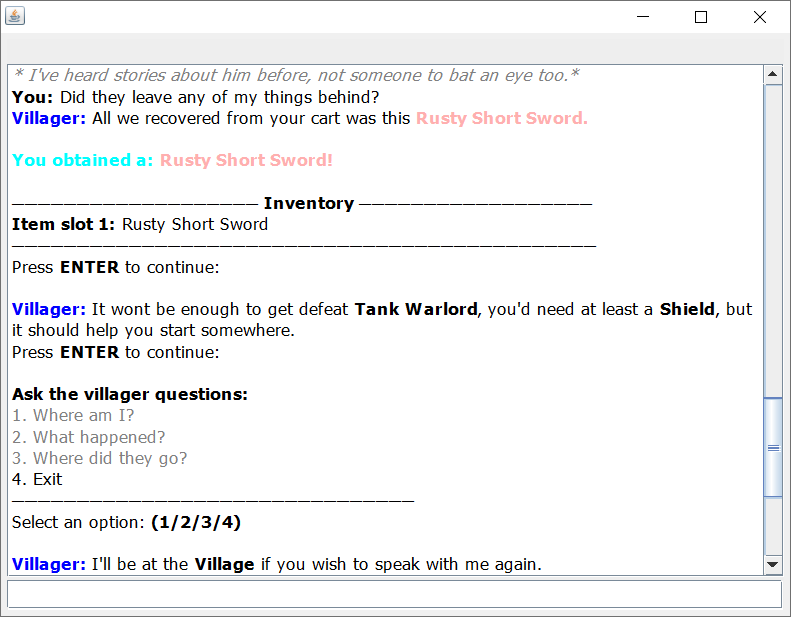 * I've heard stories about him before, not someone to bat an eye too.*
You: Did they leave any of my things behind?
Villager: All we recovered from your cart was this Rusty Short Sword.
You obtained a: Rusty Short Sword!
Inventory
Item slot 1: Rusty Short Sword
Press ENTER to continue:
Villager: It wont be enough to get defeat Tank Warlord, you'd need at least a Shield, but
it should help you start somewhere.
Press ENTER to continue:
Ask the villager questions:
1. Where am I?
2. What happened?
3. Where did they go?
4. Exit
Select an option: (1/2/3/4)
Villager: I'll be at the Village if you wish to speak with me again.